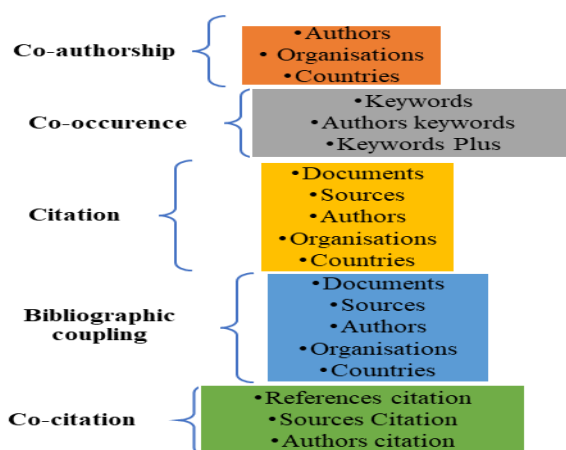 Co-authorship
•Authors
• Organisations
•Countries
Co-occurence
•Keywords
•Authors keywords
•Keywords Plus
Citation
•Documents
•Sources
•Authors
•Organisations
•Countries
Bibliographic
coupling
•Documents
•Sources
•Authors
•Organisations
•Countries
Co-citation
•References citation
•Sources Citation
•Authors citation